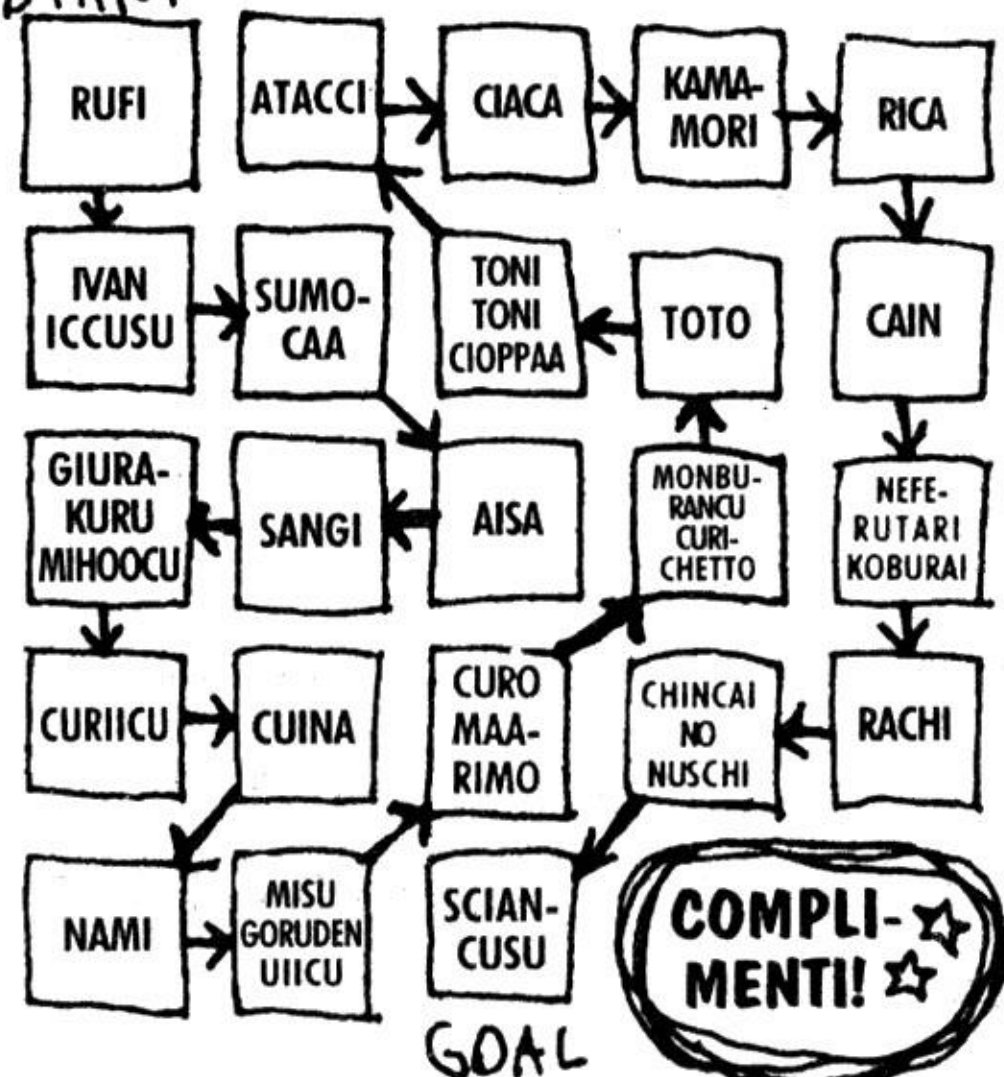 RUFI
ATACCI
CIACA
KAMA-
MORI
RICA
IVAN
ICCUSU
SUMO-
CAA
TONI
TONI
CIOPPAA
TOTO
CAIN
GIURA-
KURU
MIHOOCU
SANGI
AISA
MONBU-
RANCU
CURI-
CHETTO
NEFE-
RUTARI
KOBURAI
CURIICU
CUINA
CURO
MAA-
RIMO
CHINCAI
NO
NUSCHI
RACHI
NAMI
MISU
GORUDEN
UIICU
SCIAN-
CUSU
COMPLI-
MENTI!
GOAL